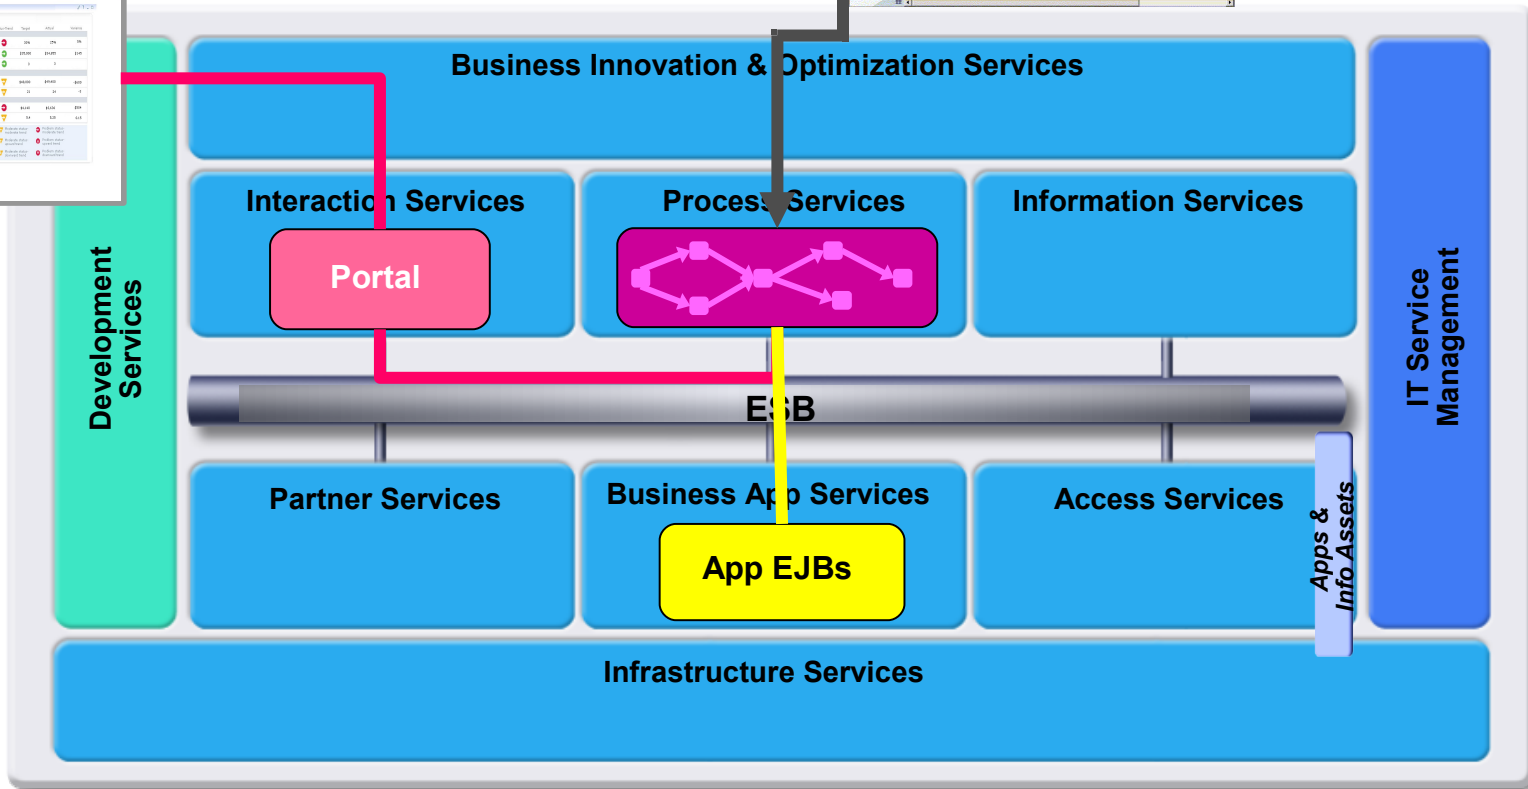 Business Innovation & Optimization Services
Interaction Services
Process Services
Information Services
Portal
Development
Services
IT Service
Management
ESB
Partner Services
Business App Services
Access Services
App EJBs
Apps &
Info Assets
Infrastructure Services